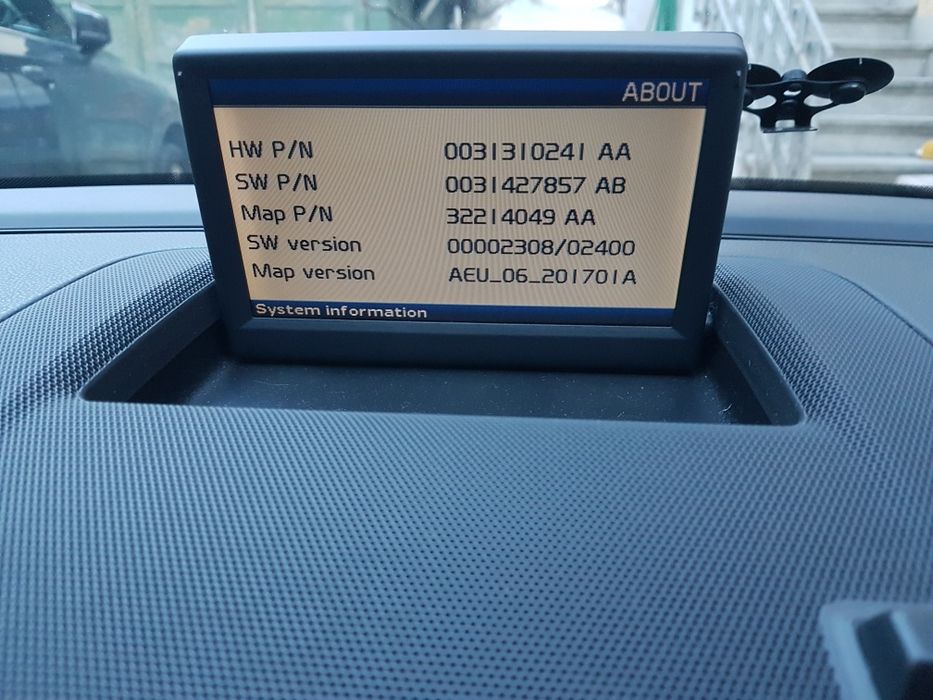 ABOUT
HW P/N 0031310241 AA
SW P/N 0031427857 AB
Map P/N 32214049 AA
SW version 00002308/02400
Map version AEU_06_201701A
System information